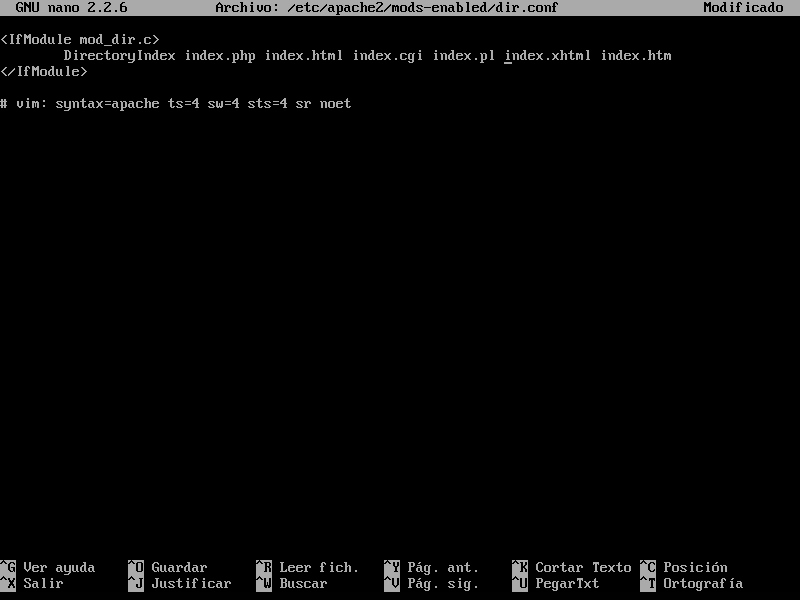 GNU nano 2.2.6 Archivo: /etc/apache2/mods-enabled/dir.conf Modificado
<IfModule mod_dir.c>
DirectoryIndex index.php index.html index.cgi index.pl index.xhtml index.htm
</IfModule>
# vim: syntax=apache ts=4 sw=4 sts=4 sr noet
^G Ver ayuda ^O Guardar ^R Leer fich. ^Y Pág. ant. ^K Cortar Texto ^C Posición
^X Salir ^J Justificar ^W Buscar ^V Pág. sig. ^U PegarTxt ^T Ortografía